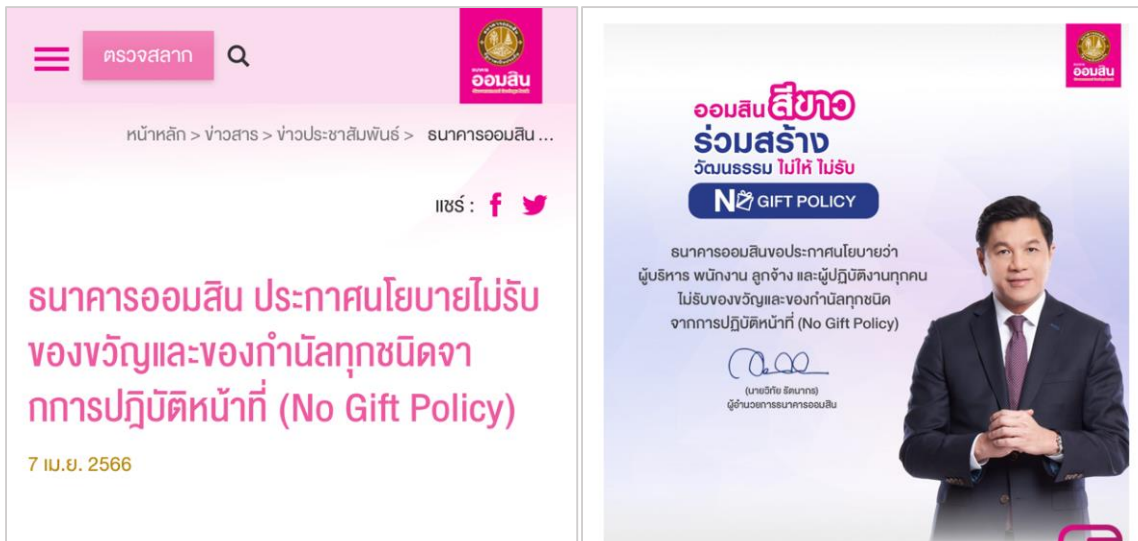 ตรวจสลาก
ออมสิน
หน้าหลัก > ข่าวสาร > ข่าวประชาสัมพันธ์ > ธนาคารออมสิน ...
แชร์ :
ธนาคารออมสิน ประกาศนโยบายไม่รับ
ของขวัญและของกำนัลทุกชนิดจา
กการปฎิบัติหน้าที่ (No Gift Policy)
7 เม.ย. 2566
ออมสิน
ออมสินสีขาว
ร่วมสร้าง
วัฒนธรรม ไม่ให้ ไม่รับ
NO GIFT POLICY
ธนาคารออมสินขอประกาศนโยบายว่า
ผู้บริหาร พนักงาน ลูกจ้าง และผู้ปฏิบัติงานทุกคน
ไม่รับของขวัญและของกำนัลทุกชนิด
จากการปฏิบัติหน้าที่ (No Gift Policy)
(นายวิทัย รัตนากร)
ผู้อำนวยการธนาคารออมสิน